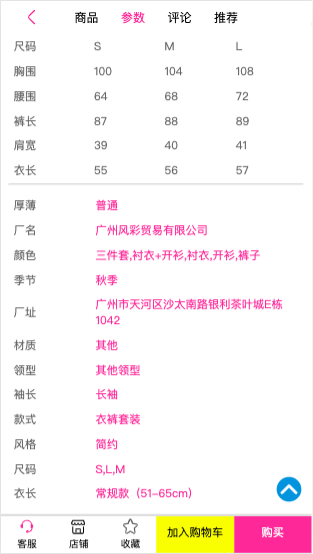 商品 参数 评论 推荐
尺码 S M L
胸围 100 104 108
腰围 64 68 72
裤长 87 88 89
肩宽 39 40 41
衣长 55 56 57
厚薄 普通
厂名 广州风彩贸易有限公司
颜色 三件套,衬衣+开衫,衬衣,开衫,裤子
季节 秋季
厂址 广州市天河区沙太南路银利茶叶城E栋
1042
材质 其他
领型 其他领型
袖长 长袖
款式 衣裤套装
风格 简约
尺码 S,L,M
衣长 常规款（51-65cm）
客服 店铺 收藏 加入购物车 购买